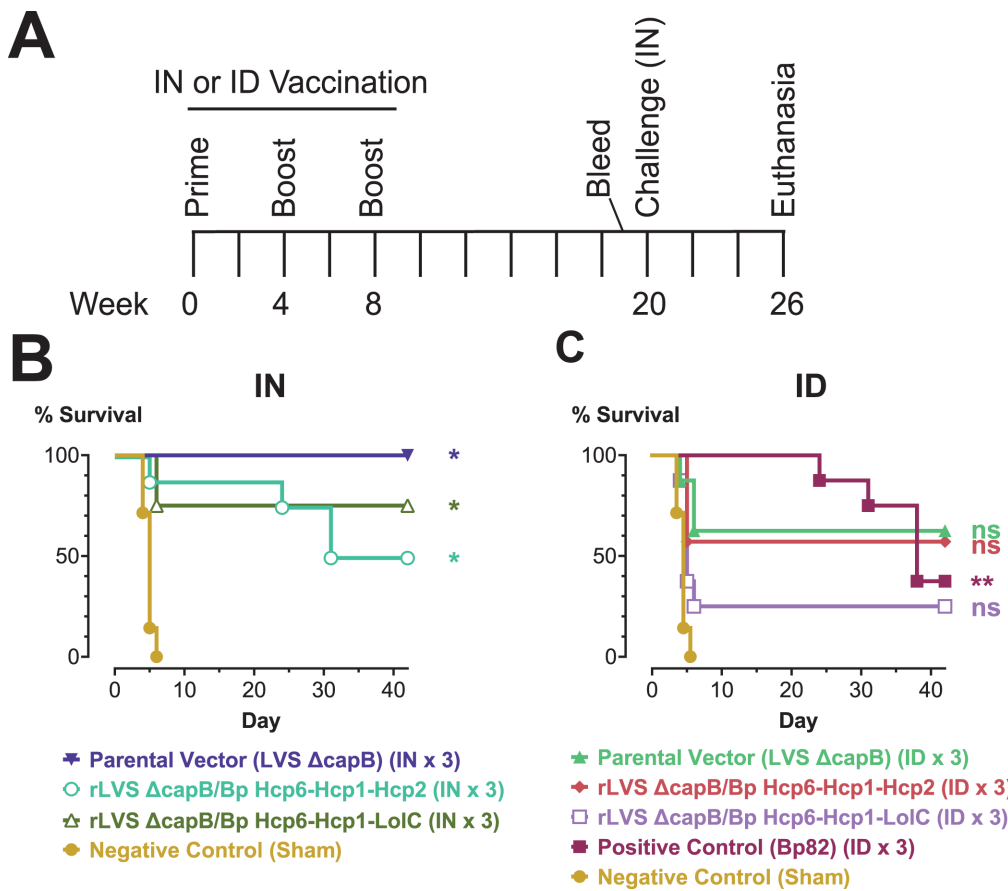 A
IN or ID Vaccination
Prime
Boost
Boost
Bleed
Challenge (IN)
Euthanasia
Week 0 4 8 20 26
B
IN
% Survival
100
50
0
0 10 20 30 40
Day
*
*
*
Parental Vector (LVS ΔcapB) (IN x 3)
rLVS ΔcapB/Bp Hcp6-Hcp1-Hcp2 (IN x 3)
rLVS ΔcapB/Bp Hcp6-Hcp1-LolC (IN x 3)
Negative Control (Sham)
C
ID
% Survival
100
50
0
0 10 20 30 40
Day
ns
ns
**
ns
Parental Vector (LVS ΔcapB) (ID x 3)
rLVS ΔcapB/Bp Hcp6-Hcp1-Hcp2 (ID x 3)
rLVS ΔcapB/Bp Hcp6-Hcp1-LolC (ID x 3)
Positive Control (Bp82) (ID x 3)
Negative Control (Sham)